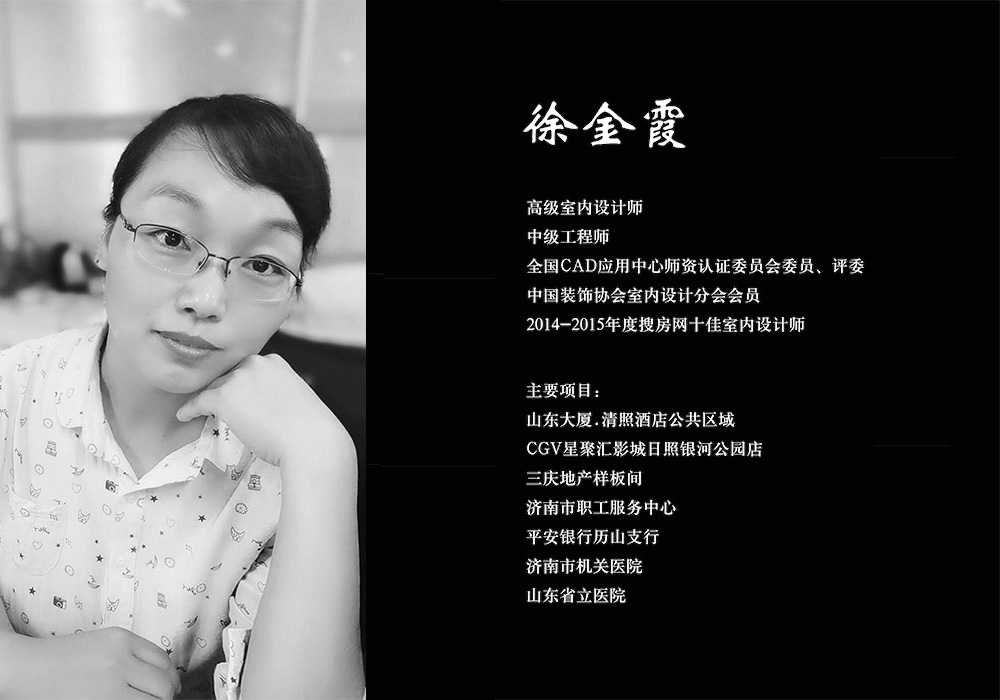 徐金霞
高级室内设计师
中级工程师
全国CAD应用中心师资认证委员会委员、评委
中国装饰协会室内设计分会会员
2014-2015年度搜房网十佳室内设计师
主要项目：
山东大厦.清照酒店公共区域
CGV星聚汇影城日照银河公园店
三庆地产样板间
济南市职工服务中心
平安银行历山支行
济南市机关医院
山东省立医院